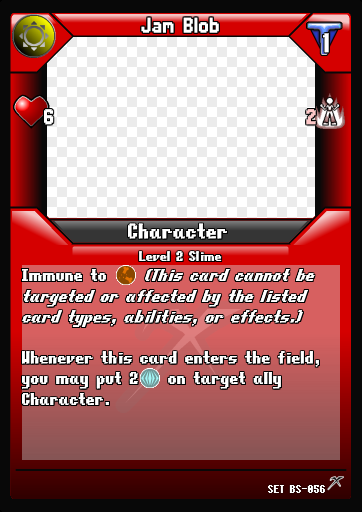 Jam Blob
1
6
2
Character
Level 2 Slime
Immune to (This card cannot be
targeted or affected by the listed
card types, abilities, or effects.)
Whenever this card enters the field,
you may put 2 on target ally
Character.
SET BS-056